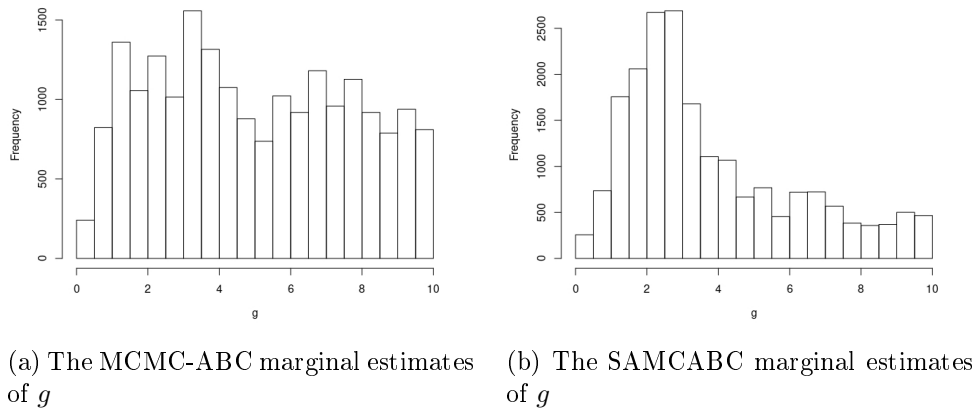 Frequency
0 500 1000 1500
0 2 4 6 8 10
g
Frequency
0 500 1000 1500 2000 2500
0 2 4 6 8 10
g
(a) The MCMC-ABC marginal estimates
of g
(b) The SAMCABC marginal estimates
of g